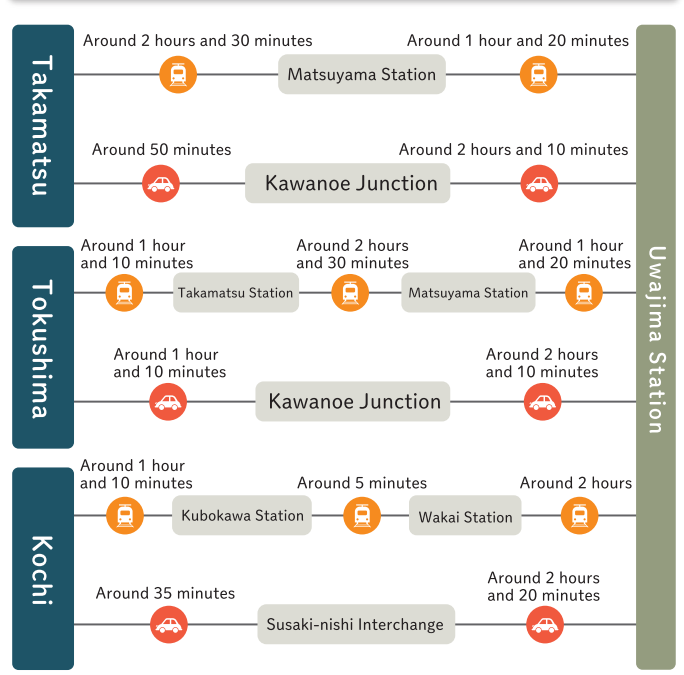 Takamatsu
Around 2 hours and 30 minutes
Matsuyama Station
Around 1 hour and 20 minutes
Around 50 minutes
Kawanoe Junction
Around 2 hours and 10 minutes
Tokushima
Around 1 hour
and 10 minutes
Takamatsu Station
Around 2 hours
and 30 minutes
Matsuyama Station
Around 1 hour
and 20 minutes
Around 1 hour
and 10 minutes
Kawanoe Junction
Around 2 hours
and 10 minutes
Kochi
Around 1 hour
and 10 minutes
Kubokawa Station
Around 5 minutes
Wakai Station
Around 2 hours
Around 35 minutes
Susaki-nishi Interchange
Around 2 hours
and 20 minutes
Uwajima Station